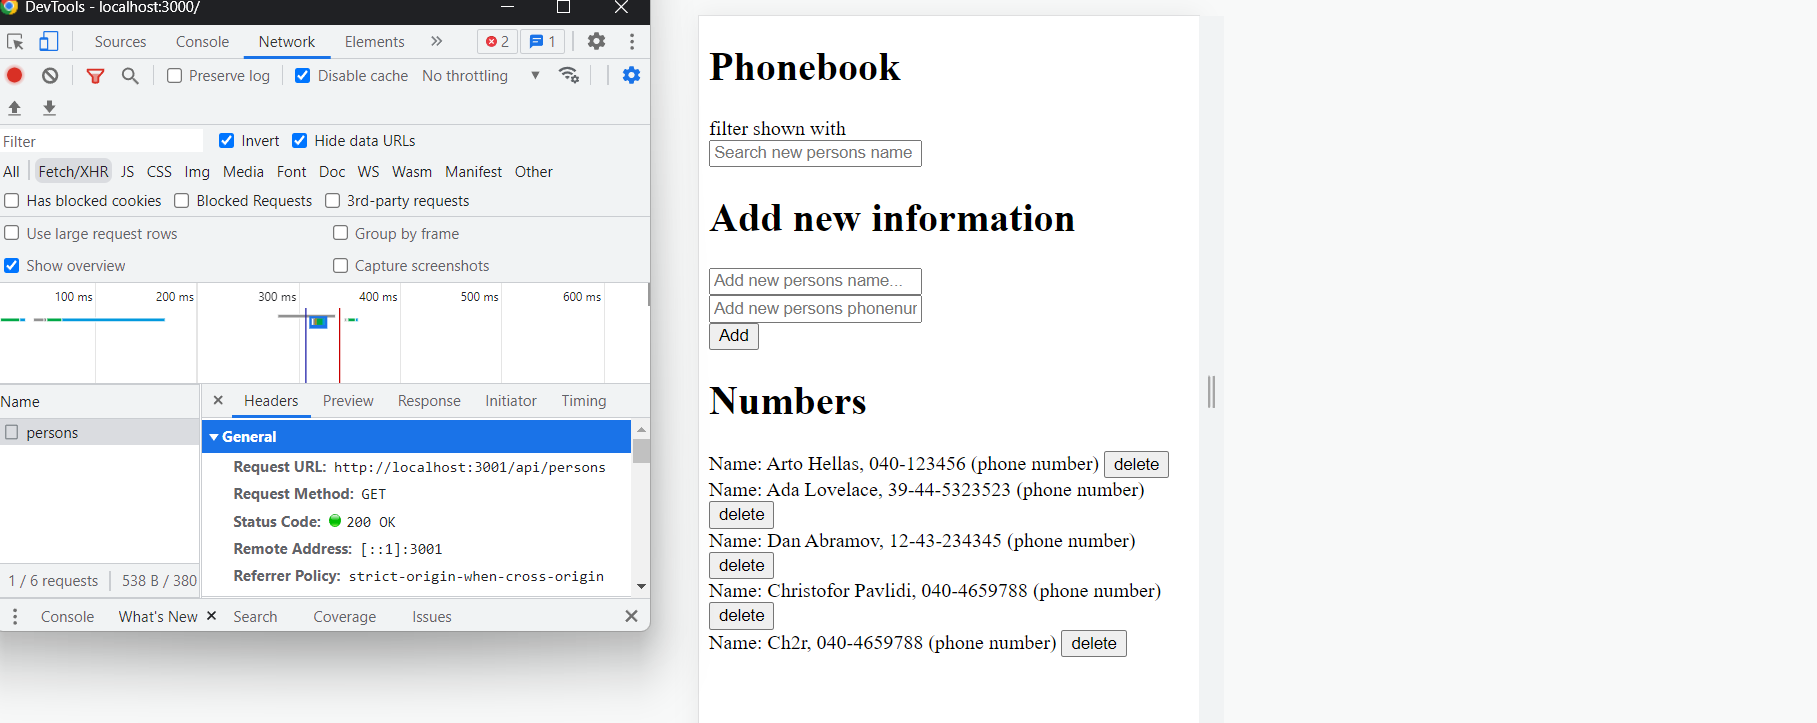 DevTools - localhost:3000/
Sources Console Network Elements 2 1
Preserve log Disable cache No throttling
Filter Invert Hide data URLs
All Fetch/XHR JS CSS Img Media Font Doc WS Wasm Manifest Other
Has blocked cookies Blocked Requests 3rd-party requests
Use large request rows Group by frame
Show overview Capture screenshots
100 ms 200 ms 300 ms 400 ms 500 ms 600 ms
Name
persons
1 / 6 requests 538 B / 380
Headers Preview Response Initiator Timing
General
Request URL: http://localhost:3001/api/persons
Request Method: GET
Status Code: 200 OK
Remote Address: [::1]:3001
Referrer Policy: strict-origin-when-cross-origin
Console What's New Search Coverage Issues
Phonebook
filter shown with
Search new persons name
Add new information
Add new persons name...
Add new persons phonenur
Add
Numbers
Name: Arto Hellas, 040-123456 (phone number) delete
Name: Ada Lovelace, 39-44-5323523 (phone number)
delete
Name: Dan Abramov, 12-43-234345 (phone number)
delete
Name: Christofor Pavlidi, 040-4659788 (phone number)
delete
Name: Ch2r, 040-4659788 (phone number) delete